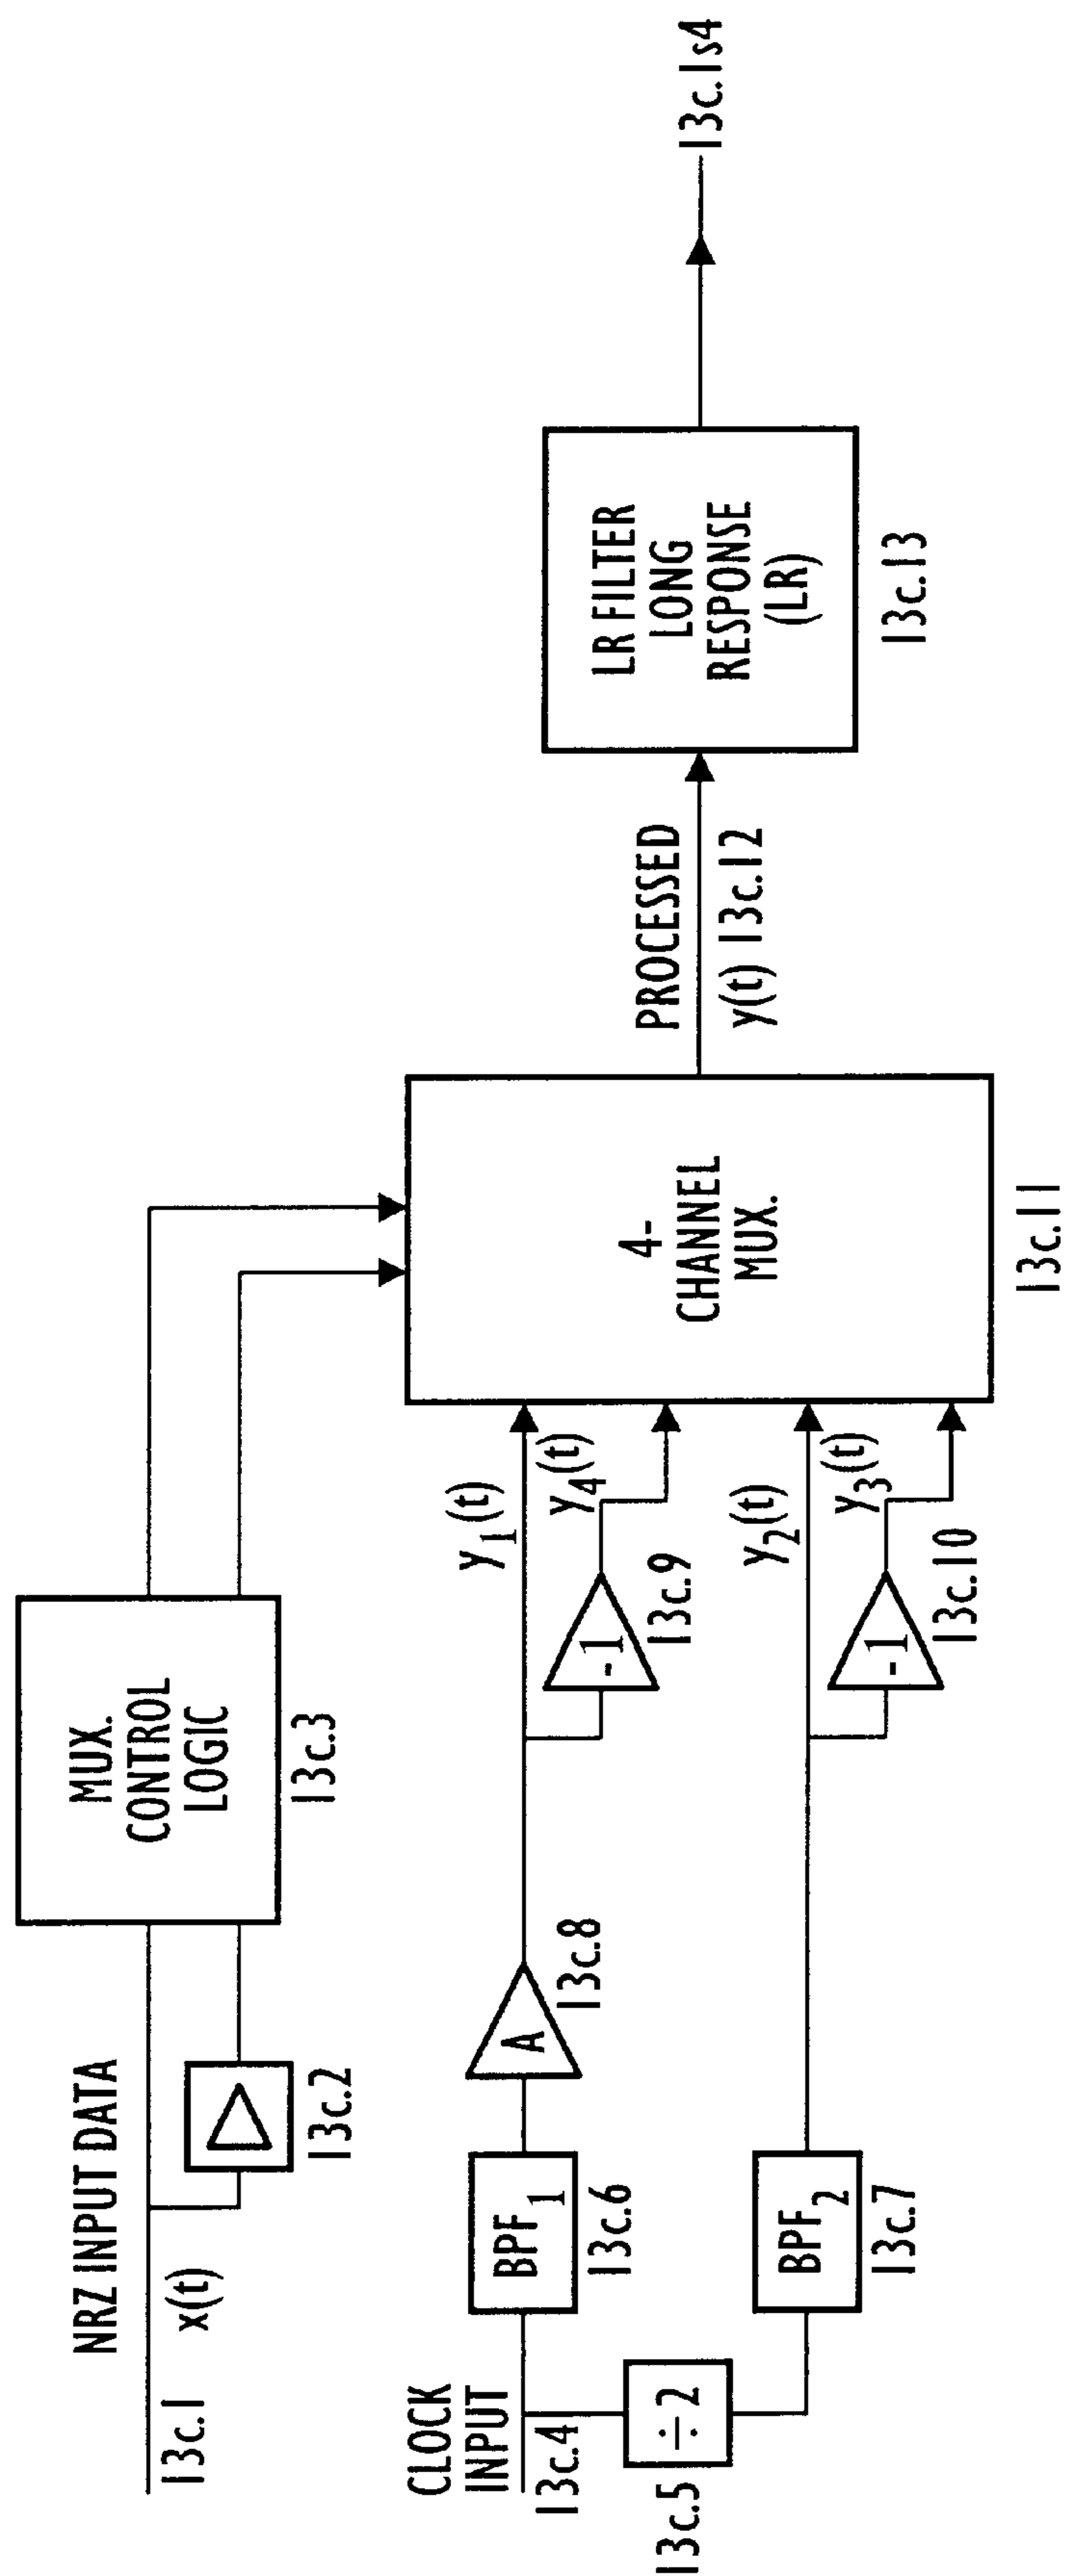 NRZ INPUT DATA
13c.1
x(t)
13c.2
MUX.
CONTROL
LOGIC
13c.3
CLOCK
INPUT
13c.4
÷ 2
13c.5
BPF1
13c.6
BPF2
13c.7
A
13c.8
y1(t)
-1
13c.9
y4(t)
y2(t)
-1
13c.10
y3(t)
4-
CHANNEL
MUX.
13c.11
PROCESSED
y(t) 13c.12
LR FILTER
LONG
RESPONSE
(LR)
13c.13
13c.1s4